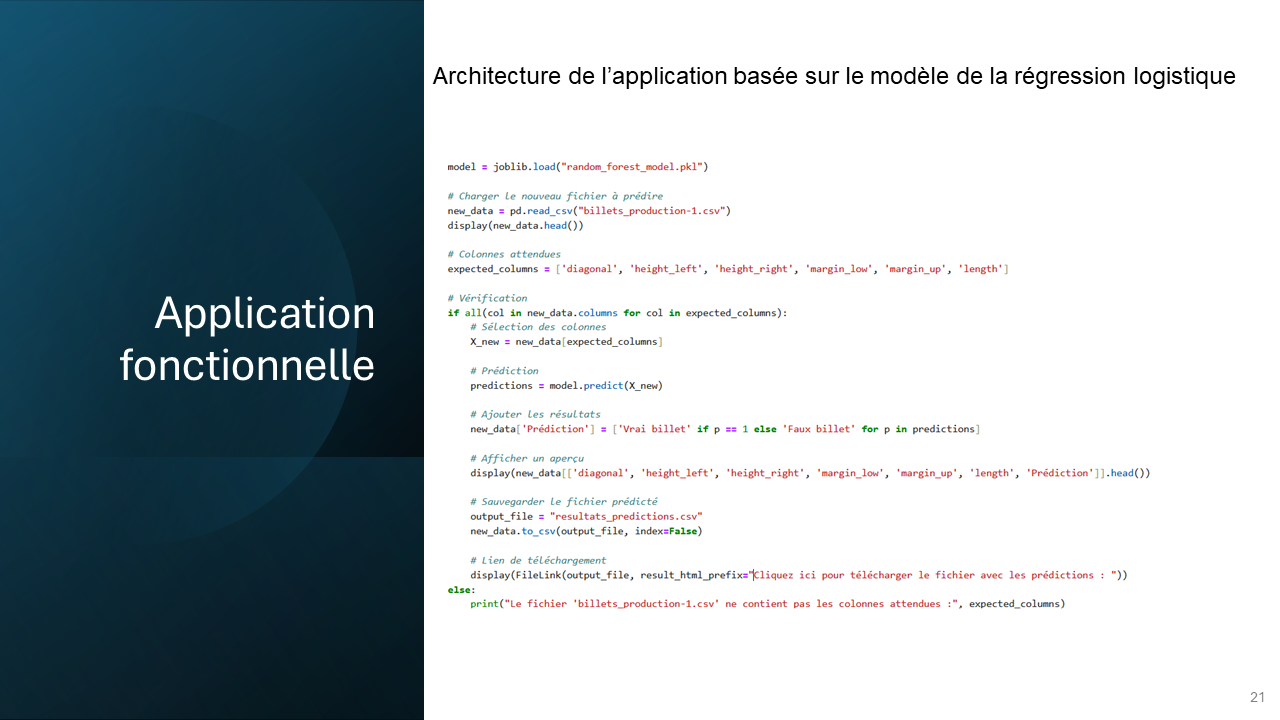 Application
fonctionnelle
Architecture de l’application basée sur le modèle de la régression logistique
model = joblib.load("random_forest_model.pkl")
# Charger le nouveau fichier à prédire
new_data = pd.read_csv("billets_production-1.csv")
display(new_data.head())
# Colonnes attendues
expected_columns = ['diagonal', 'height_left', 'height_right', 'margin_low', 'margin_up', 'length']
# Vérification
if all(col in new_data.columns for col in expected_columns):
    # Sélection des colonnes
    X_new = new_data[expected_columns]
    # Prédiction
    predictions = model.predict(X_new)
    # Ajouter les résultats
    new_data['Prédiction'] = ['Vrai billet' if p == 1 else 'Faux billet' for p in predictions]
    # Afficher un aperçu
    display(new_data[['diagonal', 'height_left', 'height_right', 'margin_low', 'margin_up', 'length', 'Prédiction']].head())
    # Sauvegarder le fichier prédicté
    output_file = "resultats_predictions.csv"
    new_data.to_csv(output_file, index=False)
    # Lien de téléchargement
    display(FileLink(output_file, result_html_prefix="Cliquez ici pour télécharger le fichier avec les prédictions : "))
else:
    print("Le fichier 'billets_production-1.csv' ne contient pas les colonnes attendues :", expected_columns)
21